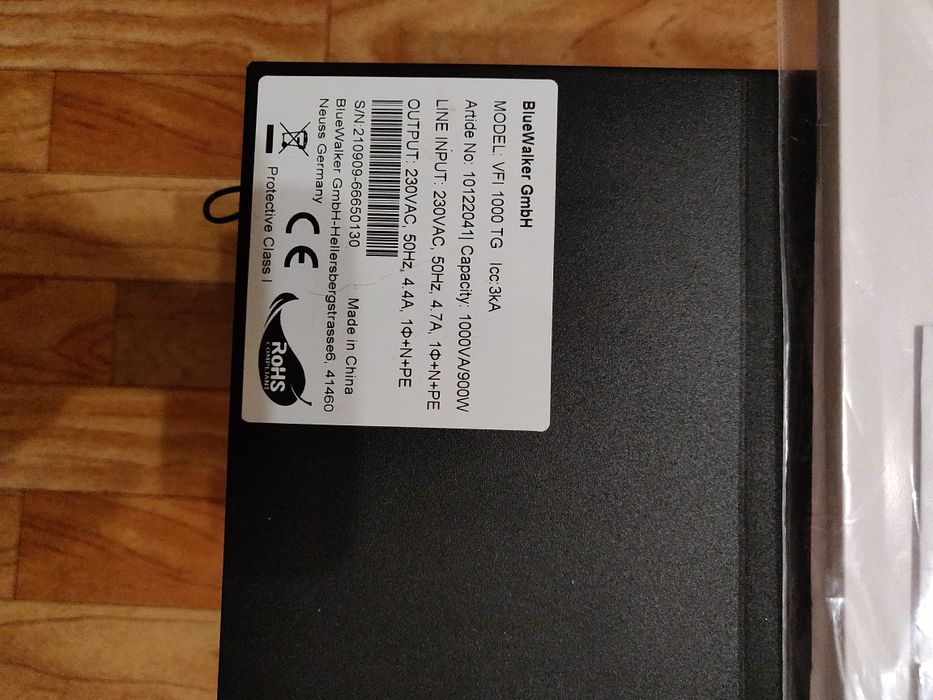 BlueWalker GmbH
MODEL: VFI 1000 TG Icc:3kA
Artide No: 10122041| Capacity: 1000VA/900W
LINE INPUT: 230VAC, 50Hz, 4.7A, 1Φ+N+PE
OUTPUT: 230VAC, 50Hz, 4.4A, 1Φ+N+PE
S/N:210909-66650130 Made in China
BlueWalker GmbH-Hellersbergstrasse6, 41460
Neuss Germany
CE
RoHS
COMPLIANT
Protective Class I